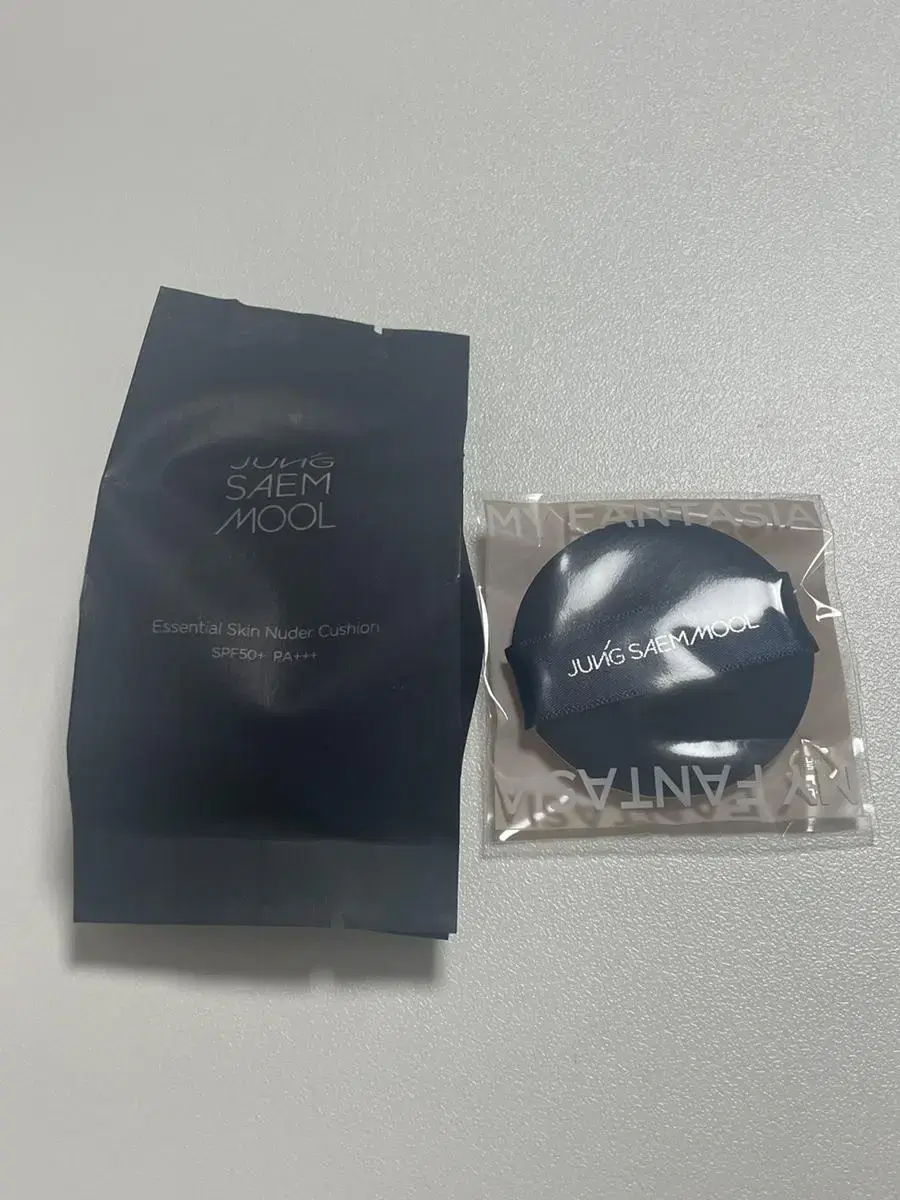 JUNG
SAEM
MOOL
Essential Skin Nuder Cushion
SPF50+ PA+++
MY FANTASIA
JUNG SAEM MOOL
MY FANTASIA